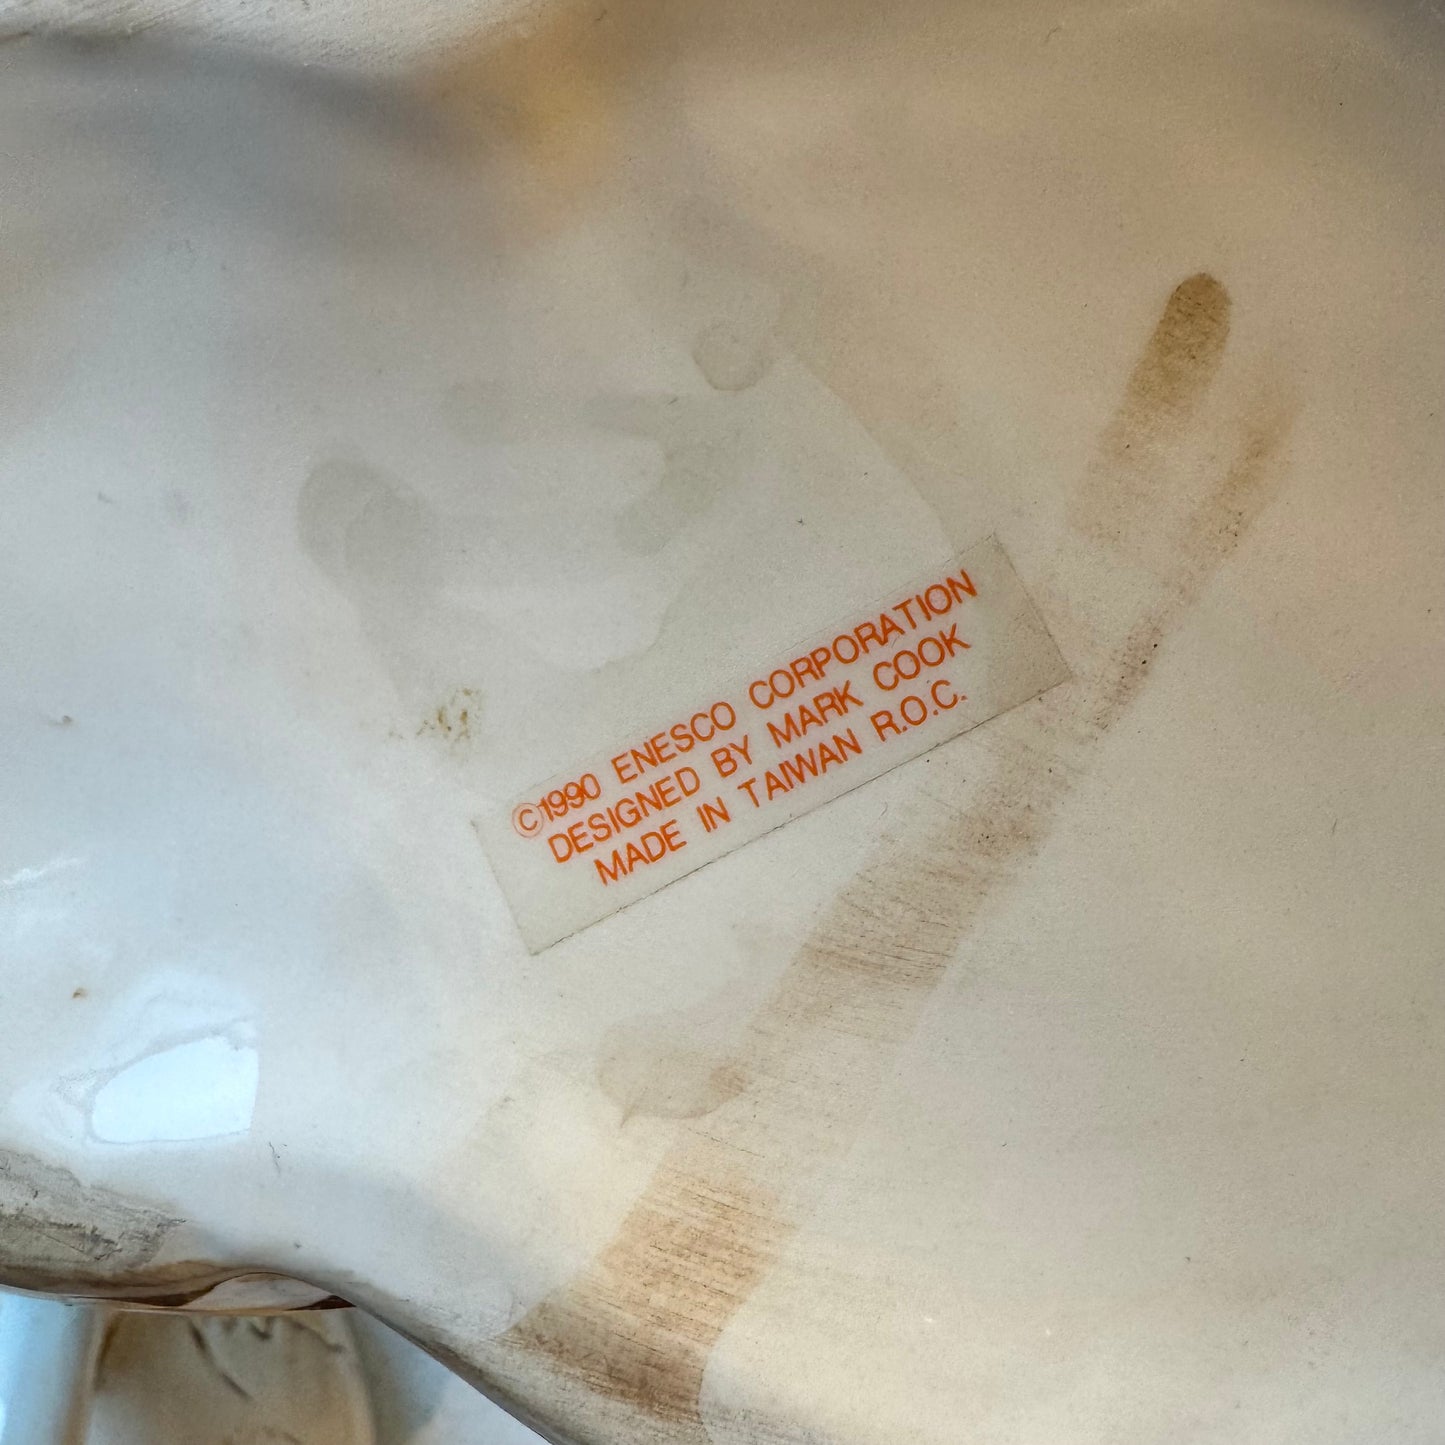 ©1990 ENESCO CORPORATION
DESIGNED BY MARK COOK
MADE IN TAIWAN R.O.C.